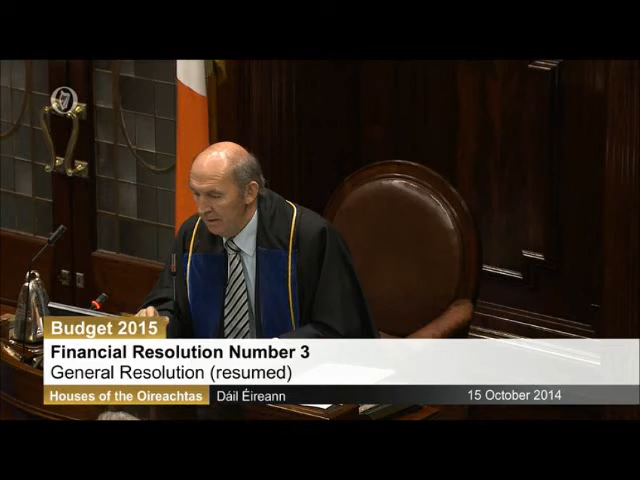 Budget 2015
Financial Resolution Number 3
General Resolution (resumed)
Houses of the Oireachtas Dáil Éireann 15 October 2014